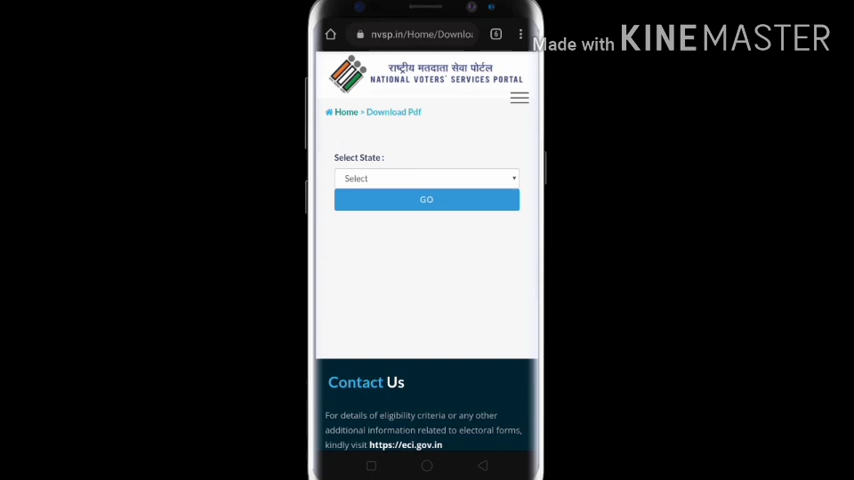 nvsp.in/Home/Downloa
6
Made with KINEMASTER
राष्ट्रीय मतदाता सेवा पोर्टल
NATIONAL VOTERS' SERVICES PORTAL
Home > Download Pdf
Select State :
Select
GO
Contact Us
For details of eligibility criteria or any other
additional information related to electoral forms,
kindly visit https://eci.gov.in